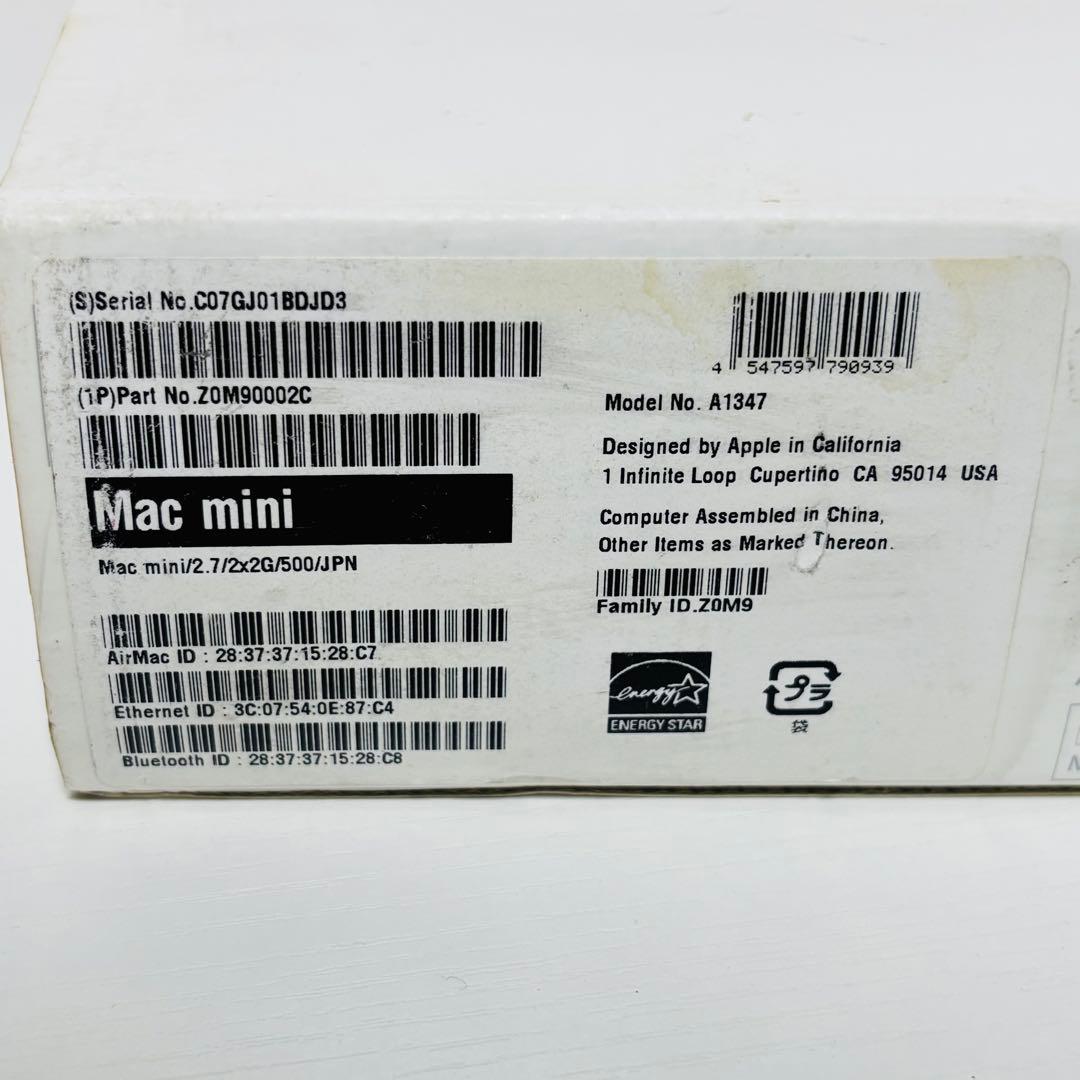 (S)Serial No.C07GJ01BDJD3
(1P)Part No.Z0M90002C
Mac mini
Mac mini/2.7/2x2G/500/JPN
AirMac ID : 28:37:37:15:28:C7
Ethernet ID : 3C:07:54:0E:87:C4
Bluetooth ID : 28:37:37:15:28:C8
4 547597 790939
Model No. A1347
Designed by Apple in California
1 Infinite Loop Cupertino CA 95014 USA
Computer Assembled in China,
Other Items as Marked Thereon.
Family ID.Z0M9
energy
ENERGY STAR
プラ